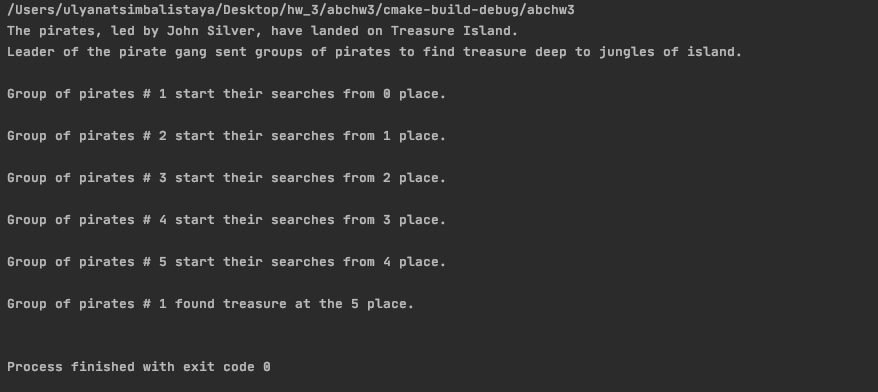 /Users/ulyanatsimbalistaya/Desktop/hw_3/abchw3/cmake-build-debug/abchw3
The pirates, led by John Silver, have landed on Treasure Island.
Leader of the pirate gang sent groups of pirates to find treasure deep to jungles of island.
Group of pirates # 1 start their searches from 0 place.
Group of pirates # 2 start their searches from 1 place.
Group of pirates # 3 start their searches from 2 place.
Group of pirates # 4 start their searches from 3 place.
Group of pirates # 5 start their searches from 4 place.
Group of pirates # 1 found treasure at the 5 place.
Process finished with exit code 0